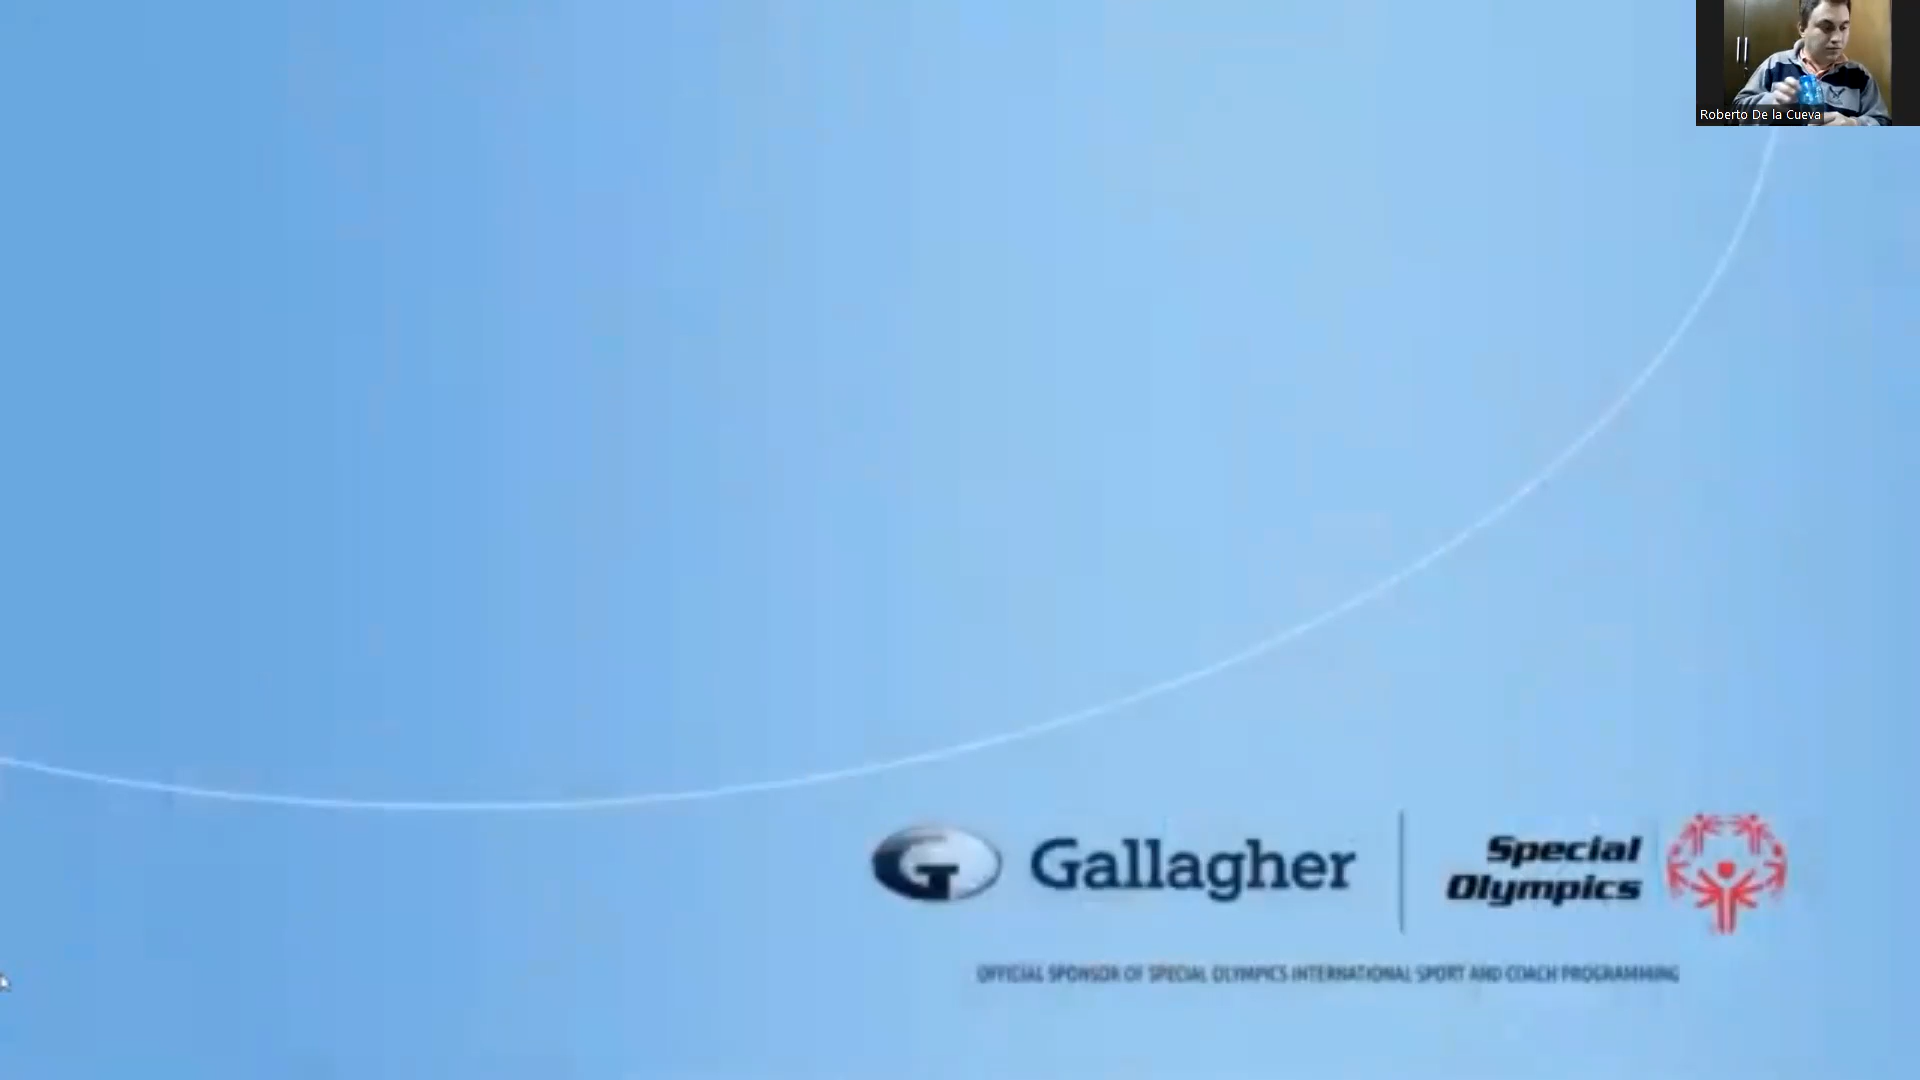 Roberto De la Cueva
Gallagher
Special
Olympics
OFFICIAL SPONSOR OF SPECIAL OLYMPICS INTERNATIONAL SPORT AND COACH PROGRAMMING